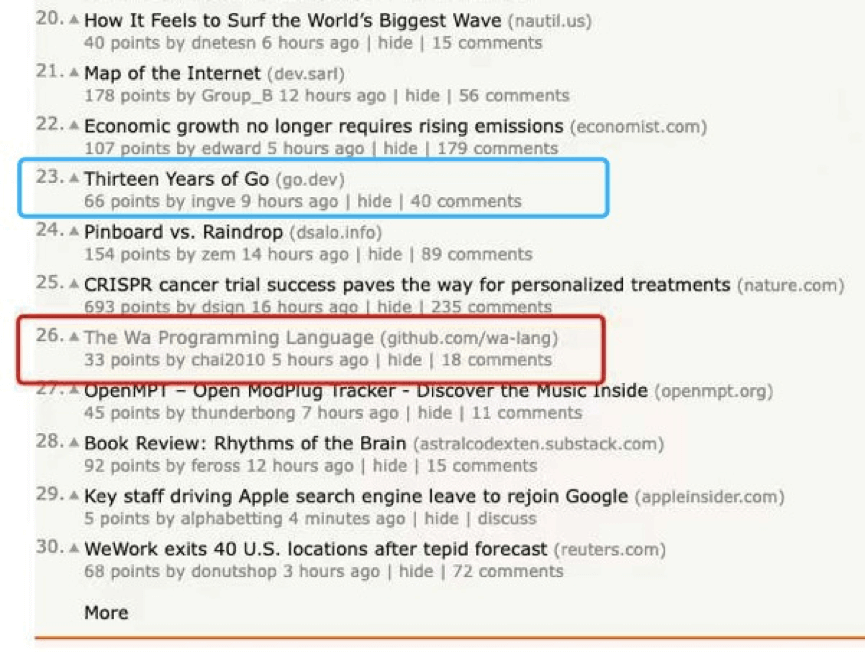 20. ▲ How It Feels to Surf the World's Biggest Wave (nautil.us)
40 points by dnetesn 6 hours ago | hide | 15 comments
21. ▲ Map of the Internet (dev.sarl)
178 points by Group_B 12 hours ago | hide | 56 comments
22. ▲ Economic growth no longer requires rising emissions (economist.com)
107 points by edward 5 hours ago | hide | 179 comments
23. ▲ Thirteen Years of Go (go.dev)
66 points by ingve 9 hours ago | hide | 40 comments
24. ▲ Pinboard vs. Raindrop (dsalo.info)
154 points by zem 14 hours ago | hide | 89 comments
25. ▲ CRISPR cancer trial success paves the way for personalized treatments (nature.com)
693 points by dsign 16 hours ago | hide | 235 comments
26. ▲ The Wa Programming Language (github.com/wa-lang)
33 points by chai2010 5 hours ago | hide | 18 comments
27. ▲ OpenMPT – Open ModPlug Tracker - Discover the Music Inside (openmpt.org)
45 points by thunderbong 7 hours ago | hide | 11 comments
28. ▲ Book Review: Rhythms of the Brain (astralcodexten.substack.com)
92 points by feross 12 hours ago | hide | 15 comments
29. ▲ Key staff driving Apple search engine leave to rejoin Google (appleinsider.com)
5 points by alphabetting 4 minutes ago | hide | discuss
30. ▲ WeWork exits 40 U.S. locations after tepid forecast (reuters.com)
68 points by donutshop 3 hours ago | hide | 72 comments
More